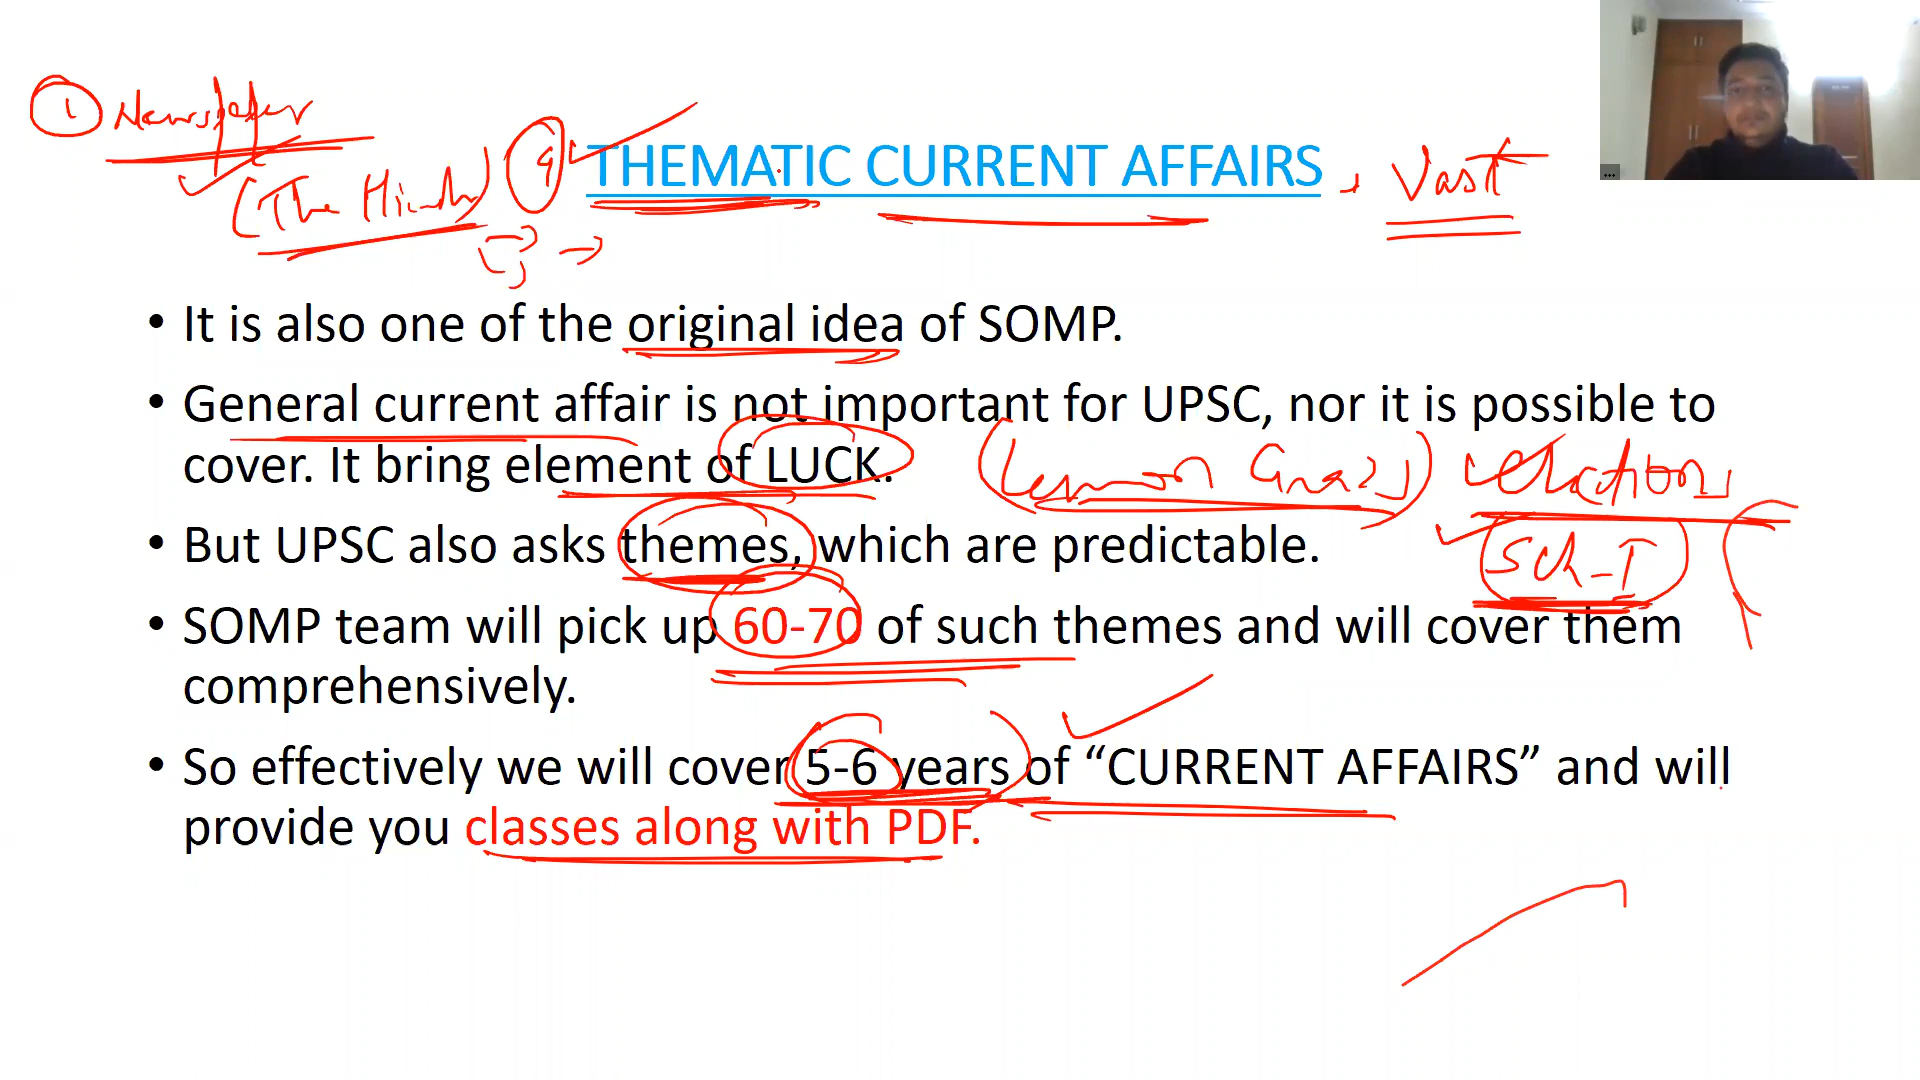 ① Newspaper
(The Hindu)
THEMATIC CURRENT AFFAIRS
Vast
• It is also one of the original idea of SOMP.
• General current affair is not important for UPSC, nor it is possible to
cover. It bring element of LUCK.
(lemon Grass) elections
• But UPSC also asks themes, which are predictable.
Sch-I
• SOMP team will pick up 60-70 of such themes and will cover them
comprehensively.
• So effectively we will cover 5-6 years of “CURRENT AFFAIRS” and will
provide you classes along with PDF.